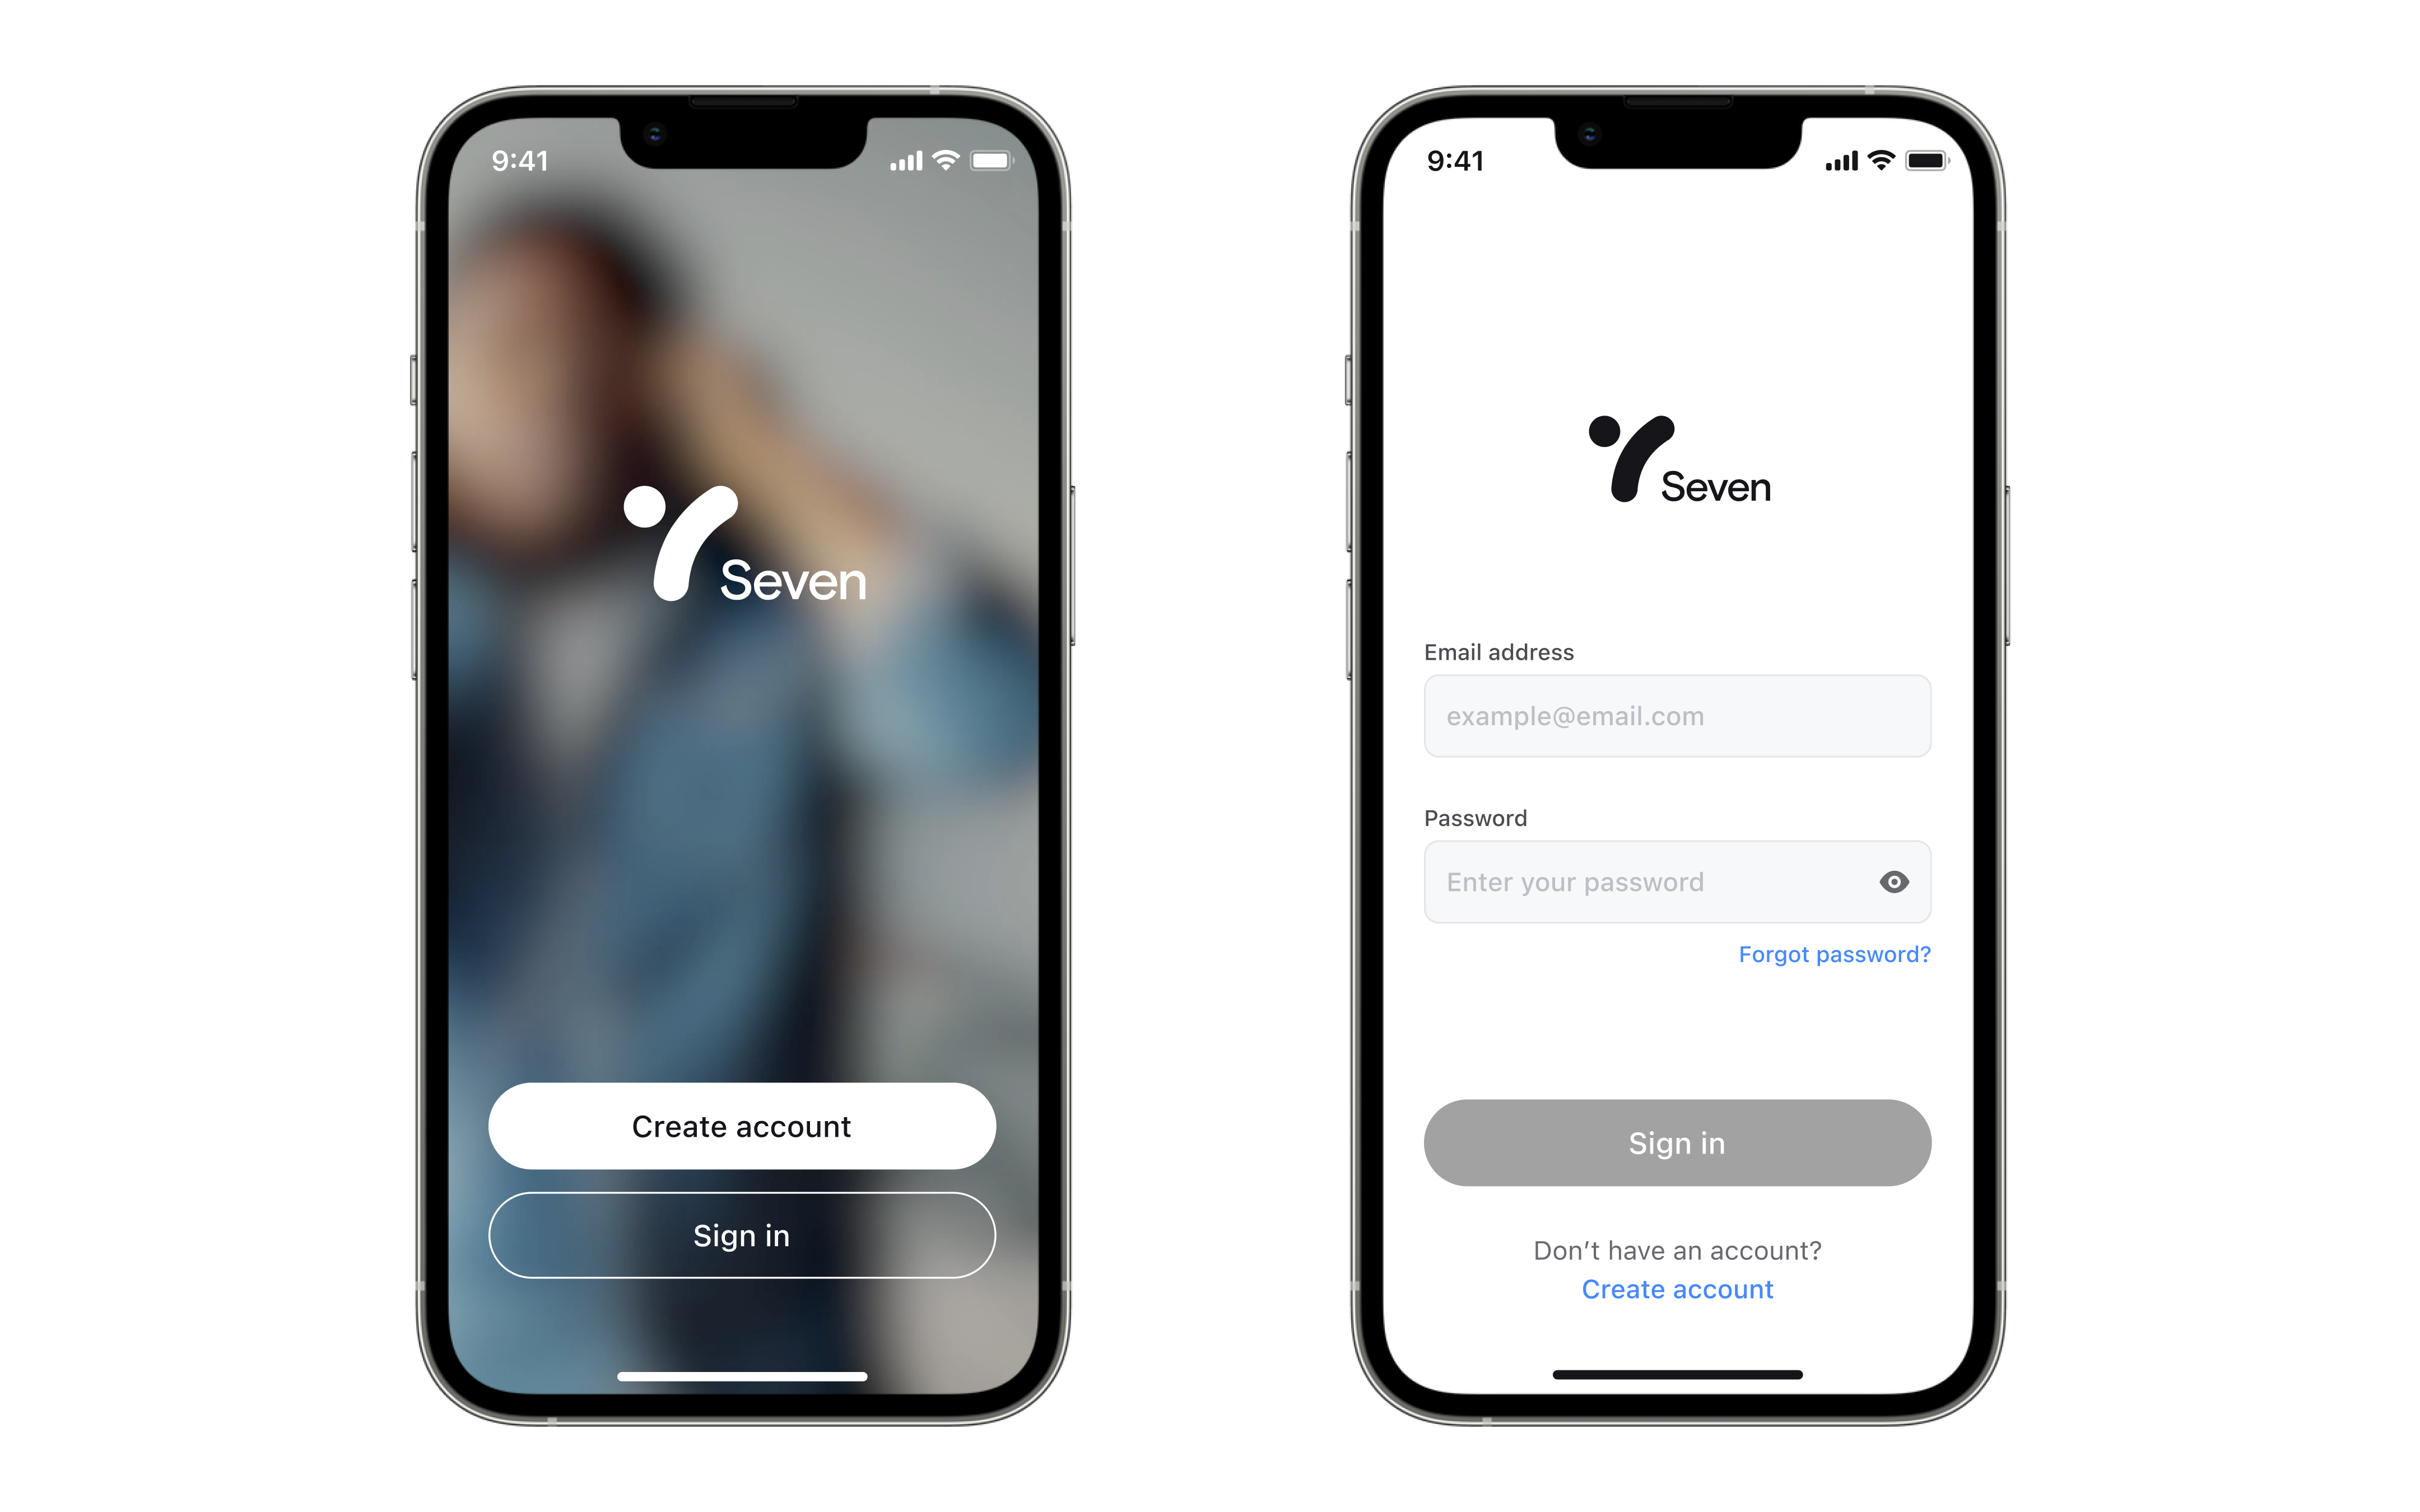 9:41
Seven
Create account
Sign in
9:41
Seven
Email address
example@email.com
Password
Enter your password
Forgot password?
Sign in
Don’t have an account?
Create account